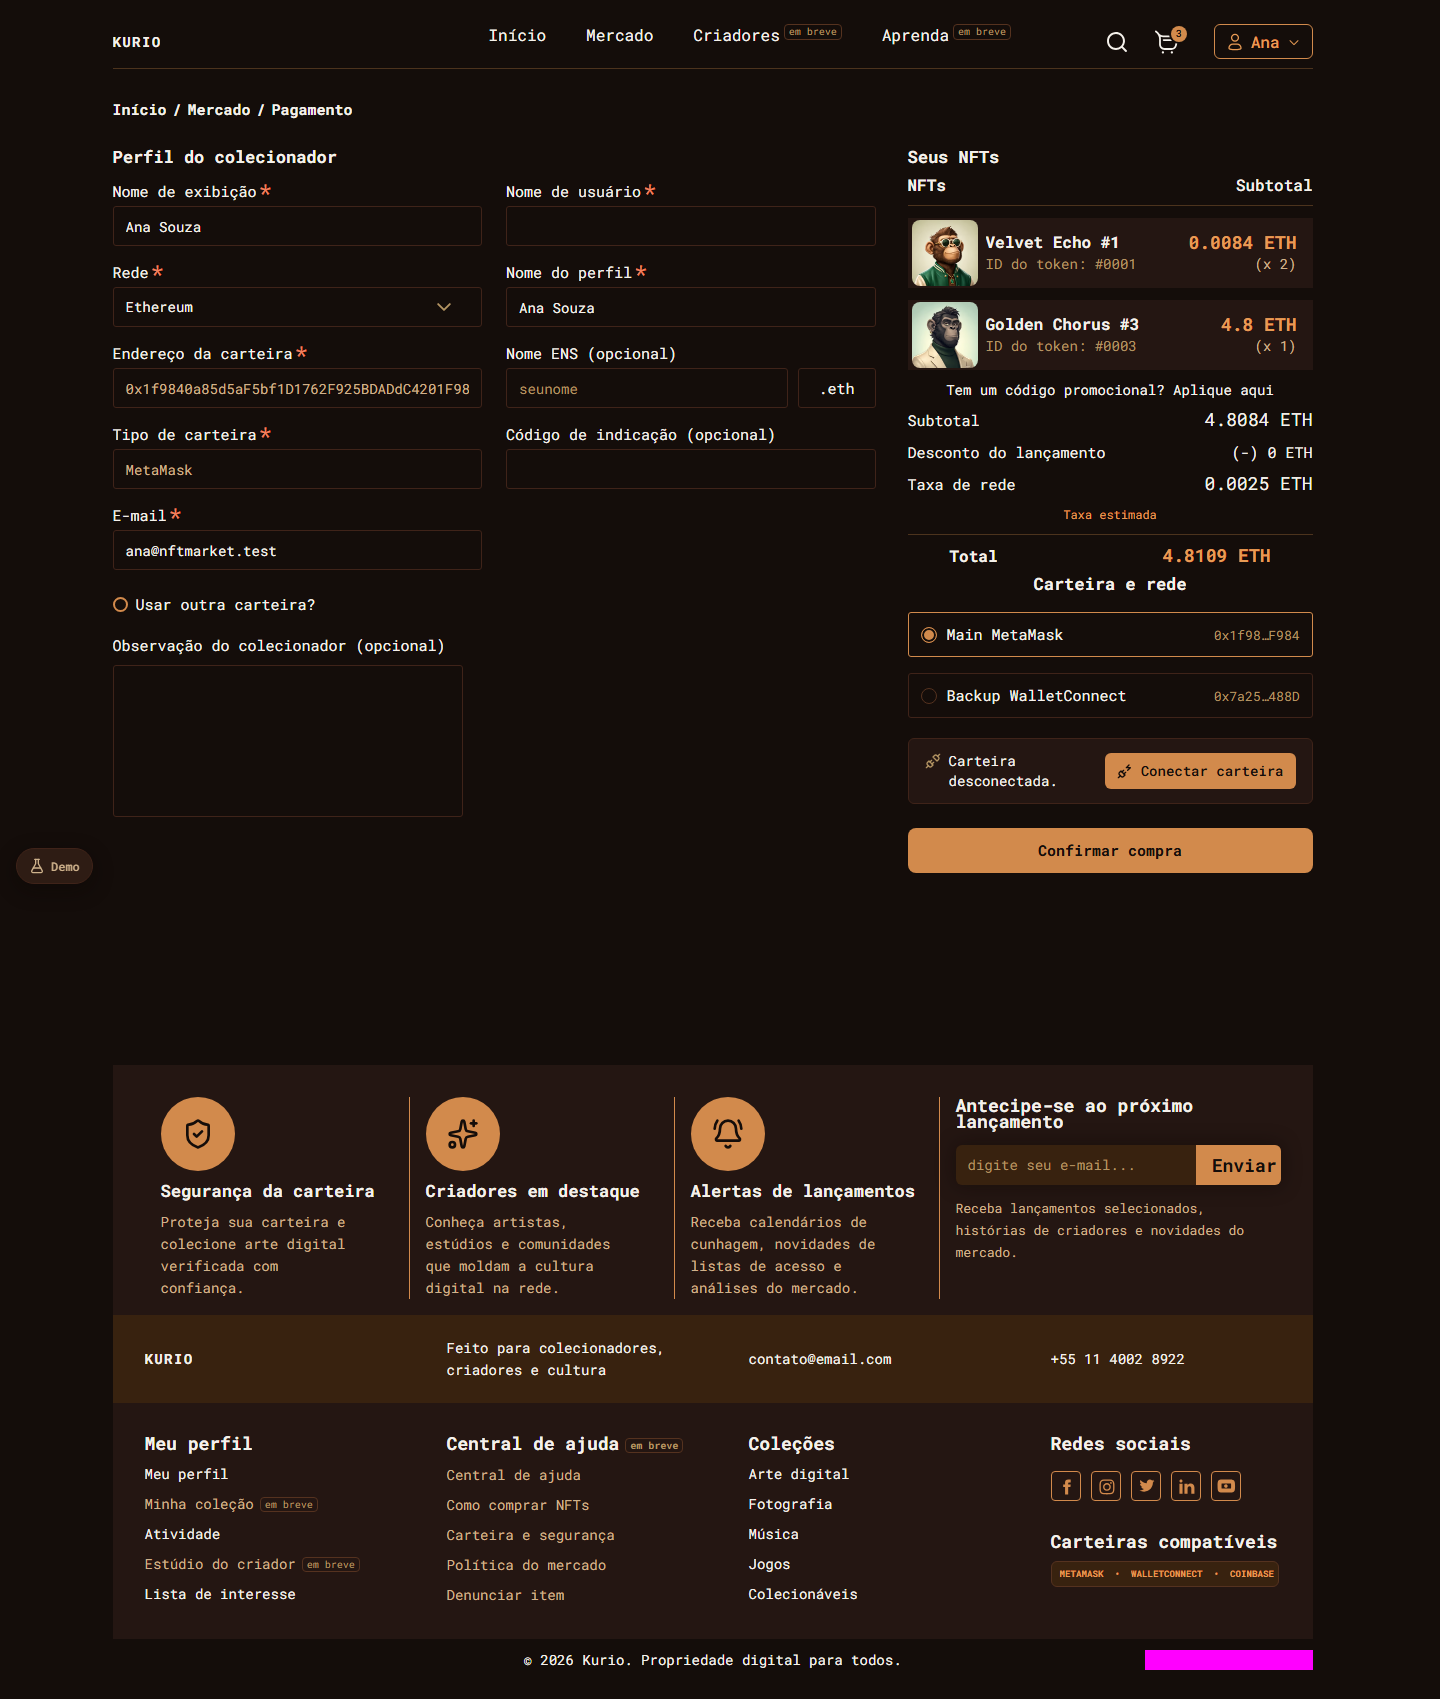 KURIO
Início
Mercado
Criadores em breve
Aprenda em breve
3
Ana
Início / Mercado / Pagamento
Perfil do colecionador
Nome de exibição*
Ana Souza
Nome de usuário*
Rede*
Ethereum
Nome do perfil*
Ana Souza
Endereço da carteira*
0x1f9840a85d5aF5bf1D1762F925BDADdC4201F98
Nome ENS (opcional)
seunome
.eth
Tipo de carteira*
MetaMask
Código de indicação (opcional)
E-mail*
ana@nftmarket.test
Usar outra carteira?
Observação do colecionador (opcional)
Seus NFTs
NFTs Subtotal
Velvet Echo #1 0.0084 ETH
ID do token: #0001 (x 2)
Golden Chorus #3 4.8 ETH
ID do token: #0003 (x 1)
Tem um código promocional? Aplique aqui
Subtotal 4.8084 ETH
Desconto do lançamento (-) 0 ETH
Taxa de rede 0.0025 ETH
Taxa estimada
Total 4.8109 ETH
Carteira e rede
Main MetaMask 0x1f98…F984
Backup WalletConnect 0x7a25…488D
Carteira
desconectada.
Conectar carteira
Confirmar compra
Demo
Segurança da carteira
Proteja sua carteira e
colecione arte digital
verificada com
confiança.
Criadores em destaque
Conheça artistas,
estúdios e comunidades
que moldam a cultura
digital na rede.
Alertas de lançamentos
Receba calendários de
cunhagem, novidades de
listas de acesso e
análises do mercado.
Antecipe-se ao próximo
lançamento
digite seu e-mail...
Enviar
Receba lançamentos selecionados,
histórias de criadores e novidades do
mercado.
KURIO
Feito para colecionadores,
criadores e cultura
contato@email.com
+55 11 4002 8922
Meu perfil
Meu perfil
Minha coleção em breve
Atividade
Estúdio do criador em breve
Lista de interesse
Central de ajuda em breve
Central de ajuda
Como comprar NFTs
Carteira e segurança
Política do mercado
Denunciar item
Coleções
Arte digital
Fotografia
Música
Jogos
Colecionáveis
Redes sociais
Carteiras compatíveis
METAMASK • WALLETCONNECT • COINBASE
© 2026 Kurio. Propriedade digital para todos.